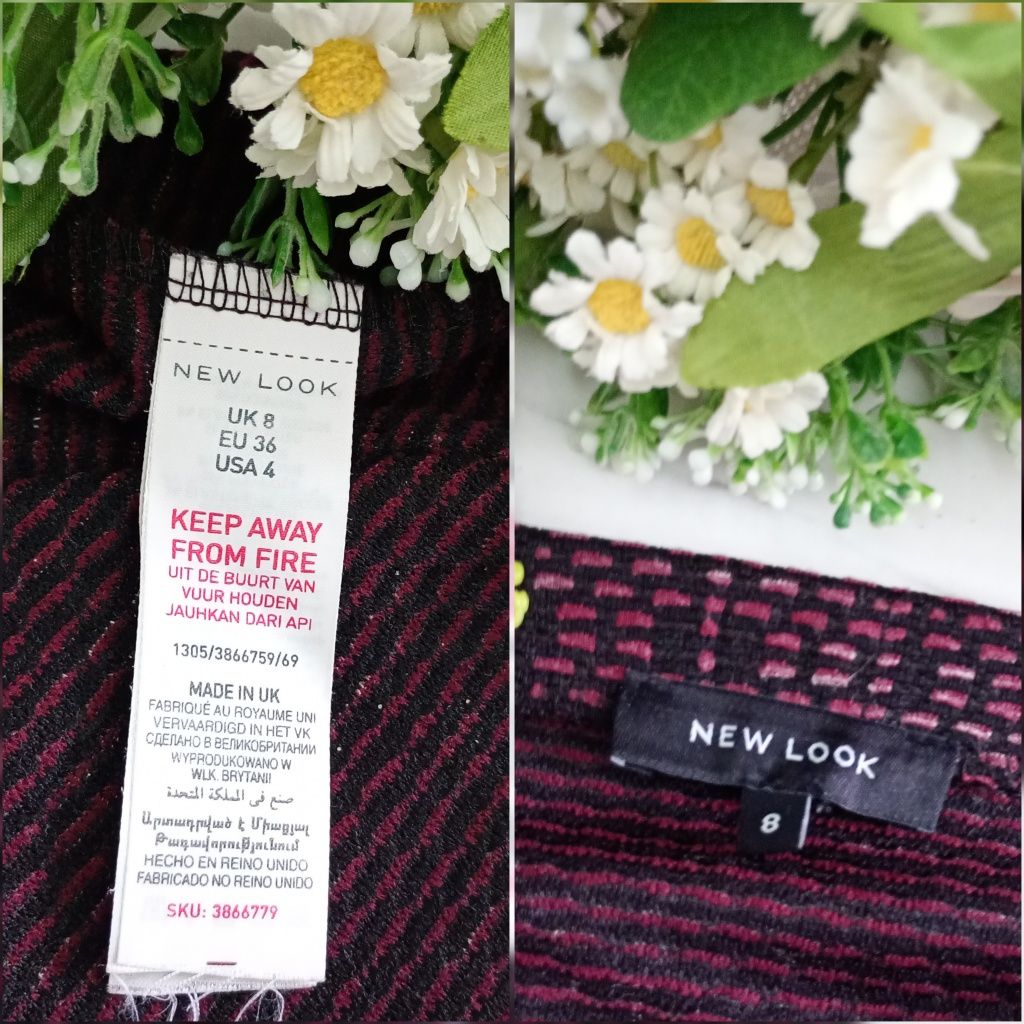 NEW LOOK
UK 8
EU 36
USA 4
KEEP AWAY
FROM FIRE
UIT DE BUURT VAN
VUUR HOUDEN
JAUHKAN DARI API
1305/3866759/69
MADE IN UK
FABRIQUÉ AU ROYAUME UNI
VERVAARDIGD IN HET VK
СДЕЛАНО В ВЕЛИКОБРИТАНИИ
WYPRODUKOWANO W
WLK. BRYTANII
صنع في المملكة المتحدة
Արտադրված է Միացյալ
Թագավորությունում
HECHO EN REINO UNIDO
FABRICADO NO REINO UNIDO
SKU: 3866779
NEW LOOK
8